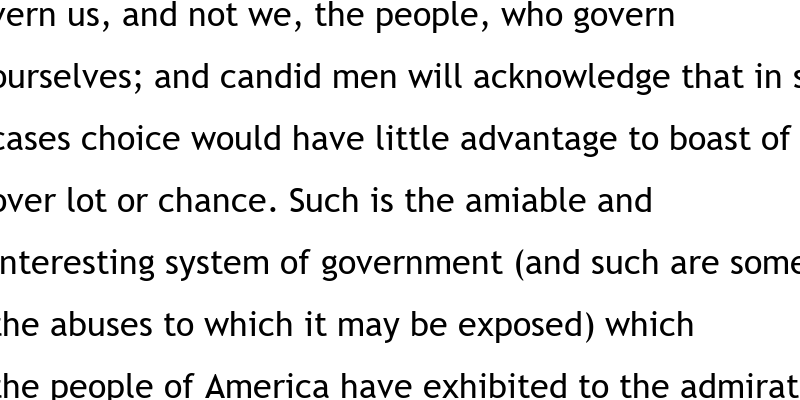 vern us, and not we, the people, who govern
ourselves; and candid men will acknowledge that in s
cases choice would have little advantage to boast of
over lot or chance. Such is the amiable and
interesting system of government (and such are some
the abuses to which it may be exposed) which
the people of America have exhibited to the admirat